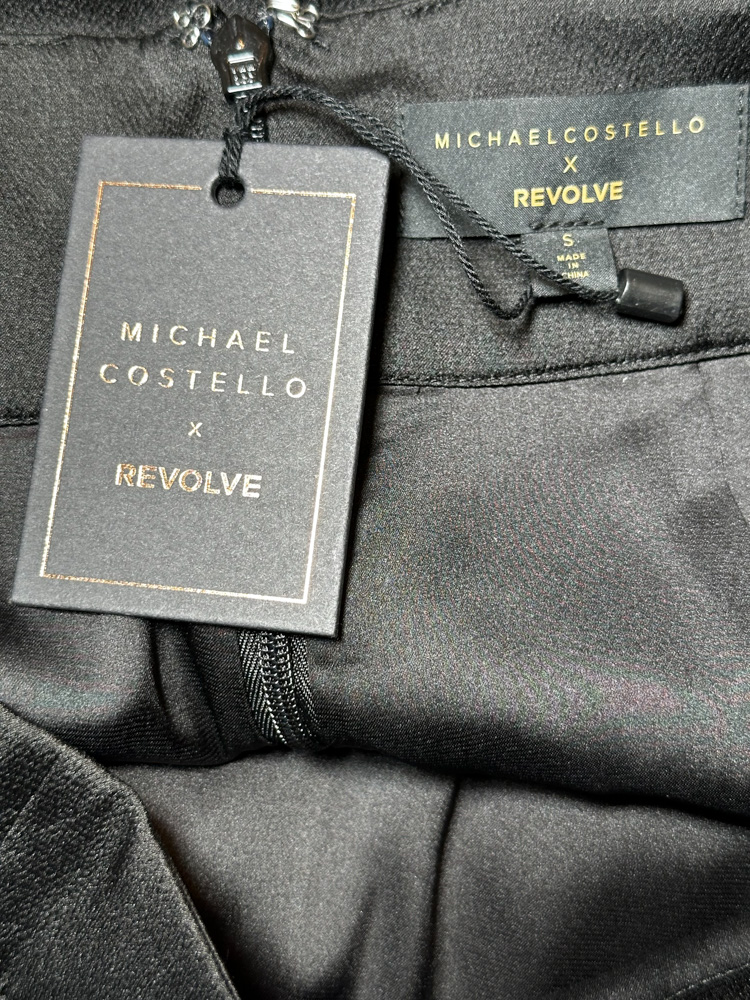 MICHAEL
COSTELLO
X
REVOLVE
MICHAELCOSTELLO
X
REVOLVE
S
MADE
IN
CHINA